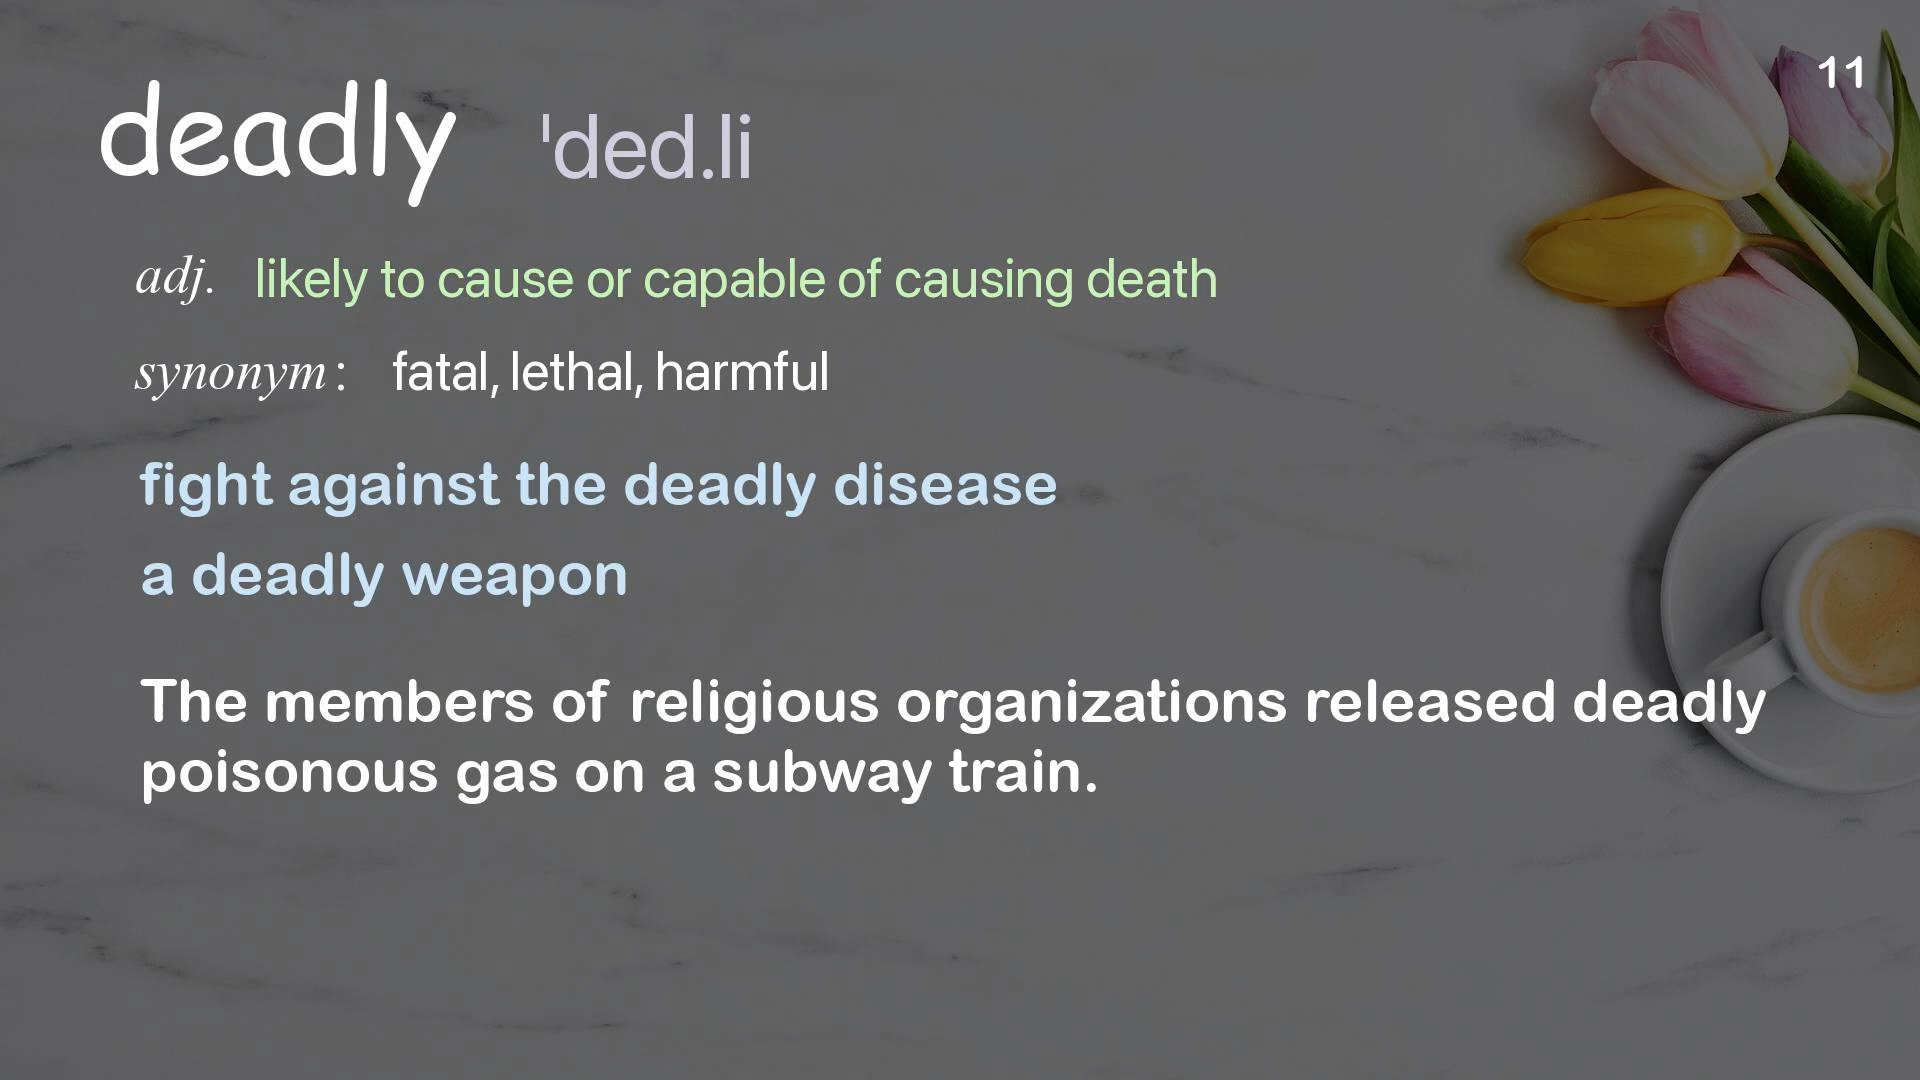 11
deadly ˈded.li
adj. likely to cause or capable of causing death
synonym: fatal, lethal, harmful
fight against the deadly disease
a deadly weapon
The members of religious organizations released deadly
poisonous gas on a subway train.